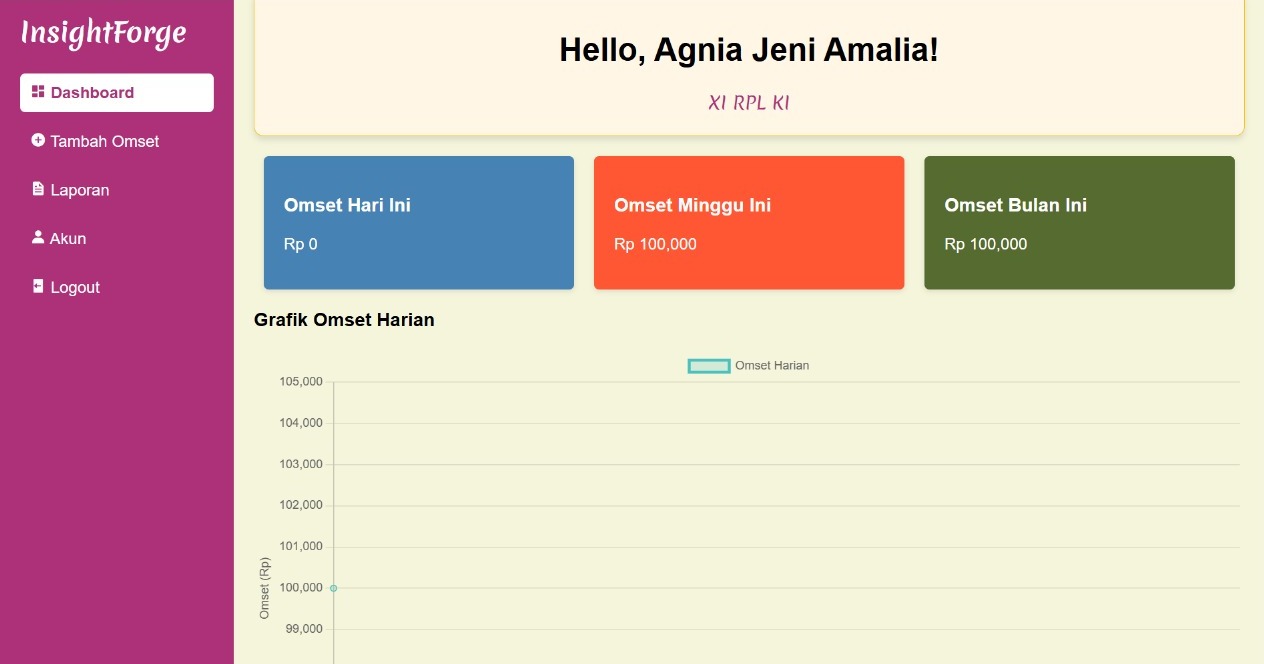 InsightForge
Dashboard
Tambah Omset
Laporan
Akun
Logout
Hello, Agnia Jeni Amalia!
XI RPL KI
Omset Hari Ini
Rp 0
Omset Minggu Ini
Rp 100,000
Omset Bulan Ini
Rp 100,000
Grafik Omset Harian
Omset Harian
105,000
104,000
103,000
102,000
101,000
100,000
99,000
Omset (Rp)